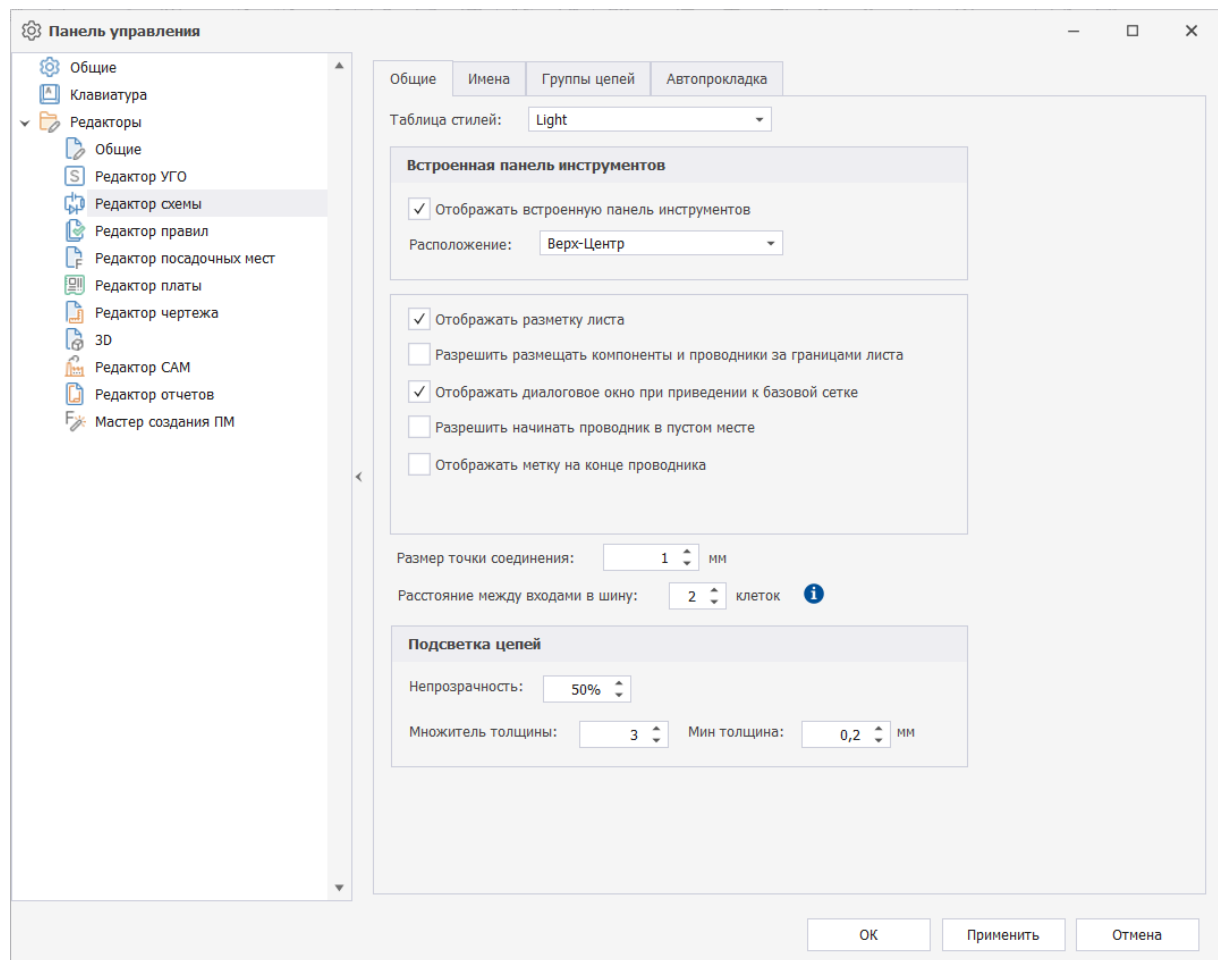 Панель управления
Общие
Клавиатура
Редакторы
Общие
Редактор УГО
Редактор схемы
Редактор правил
Редактор посадочных мест
Редактор платы
Редактор чертежа
3D
Редактор CAM
Редактор отчетов
Мастер создания ПМ
Общие Имена Группы цепей Автопрокладка
Таблица стилей: Light
Встроенная панель инструментов
Отображать встроенную панель инструментов
Расположение: Верх-Центр
Отображать разметку листа
Разрешить размещать компоненты и проводники за границами листа
Отображать диалоговое окно при приведении к базовой сетке
Разрешить начинать проводник в пустом месте
Отображать метку на конце проводника
Размер точки соединения: 1 мм
Расстояние между входами в шину: 2 клеток
Подсветка цепей
Непрозрачность: 50%
Множитель толщины: 3 Мин толщина: 0,2 мм
ОК Применить Отмена